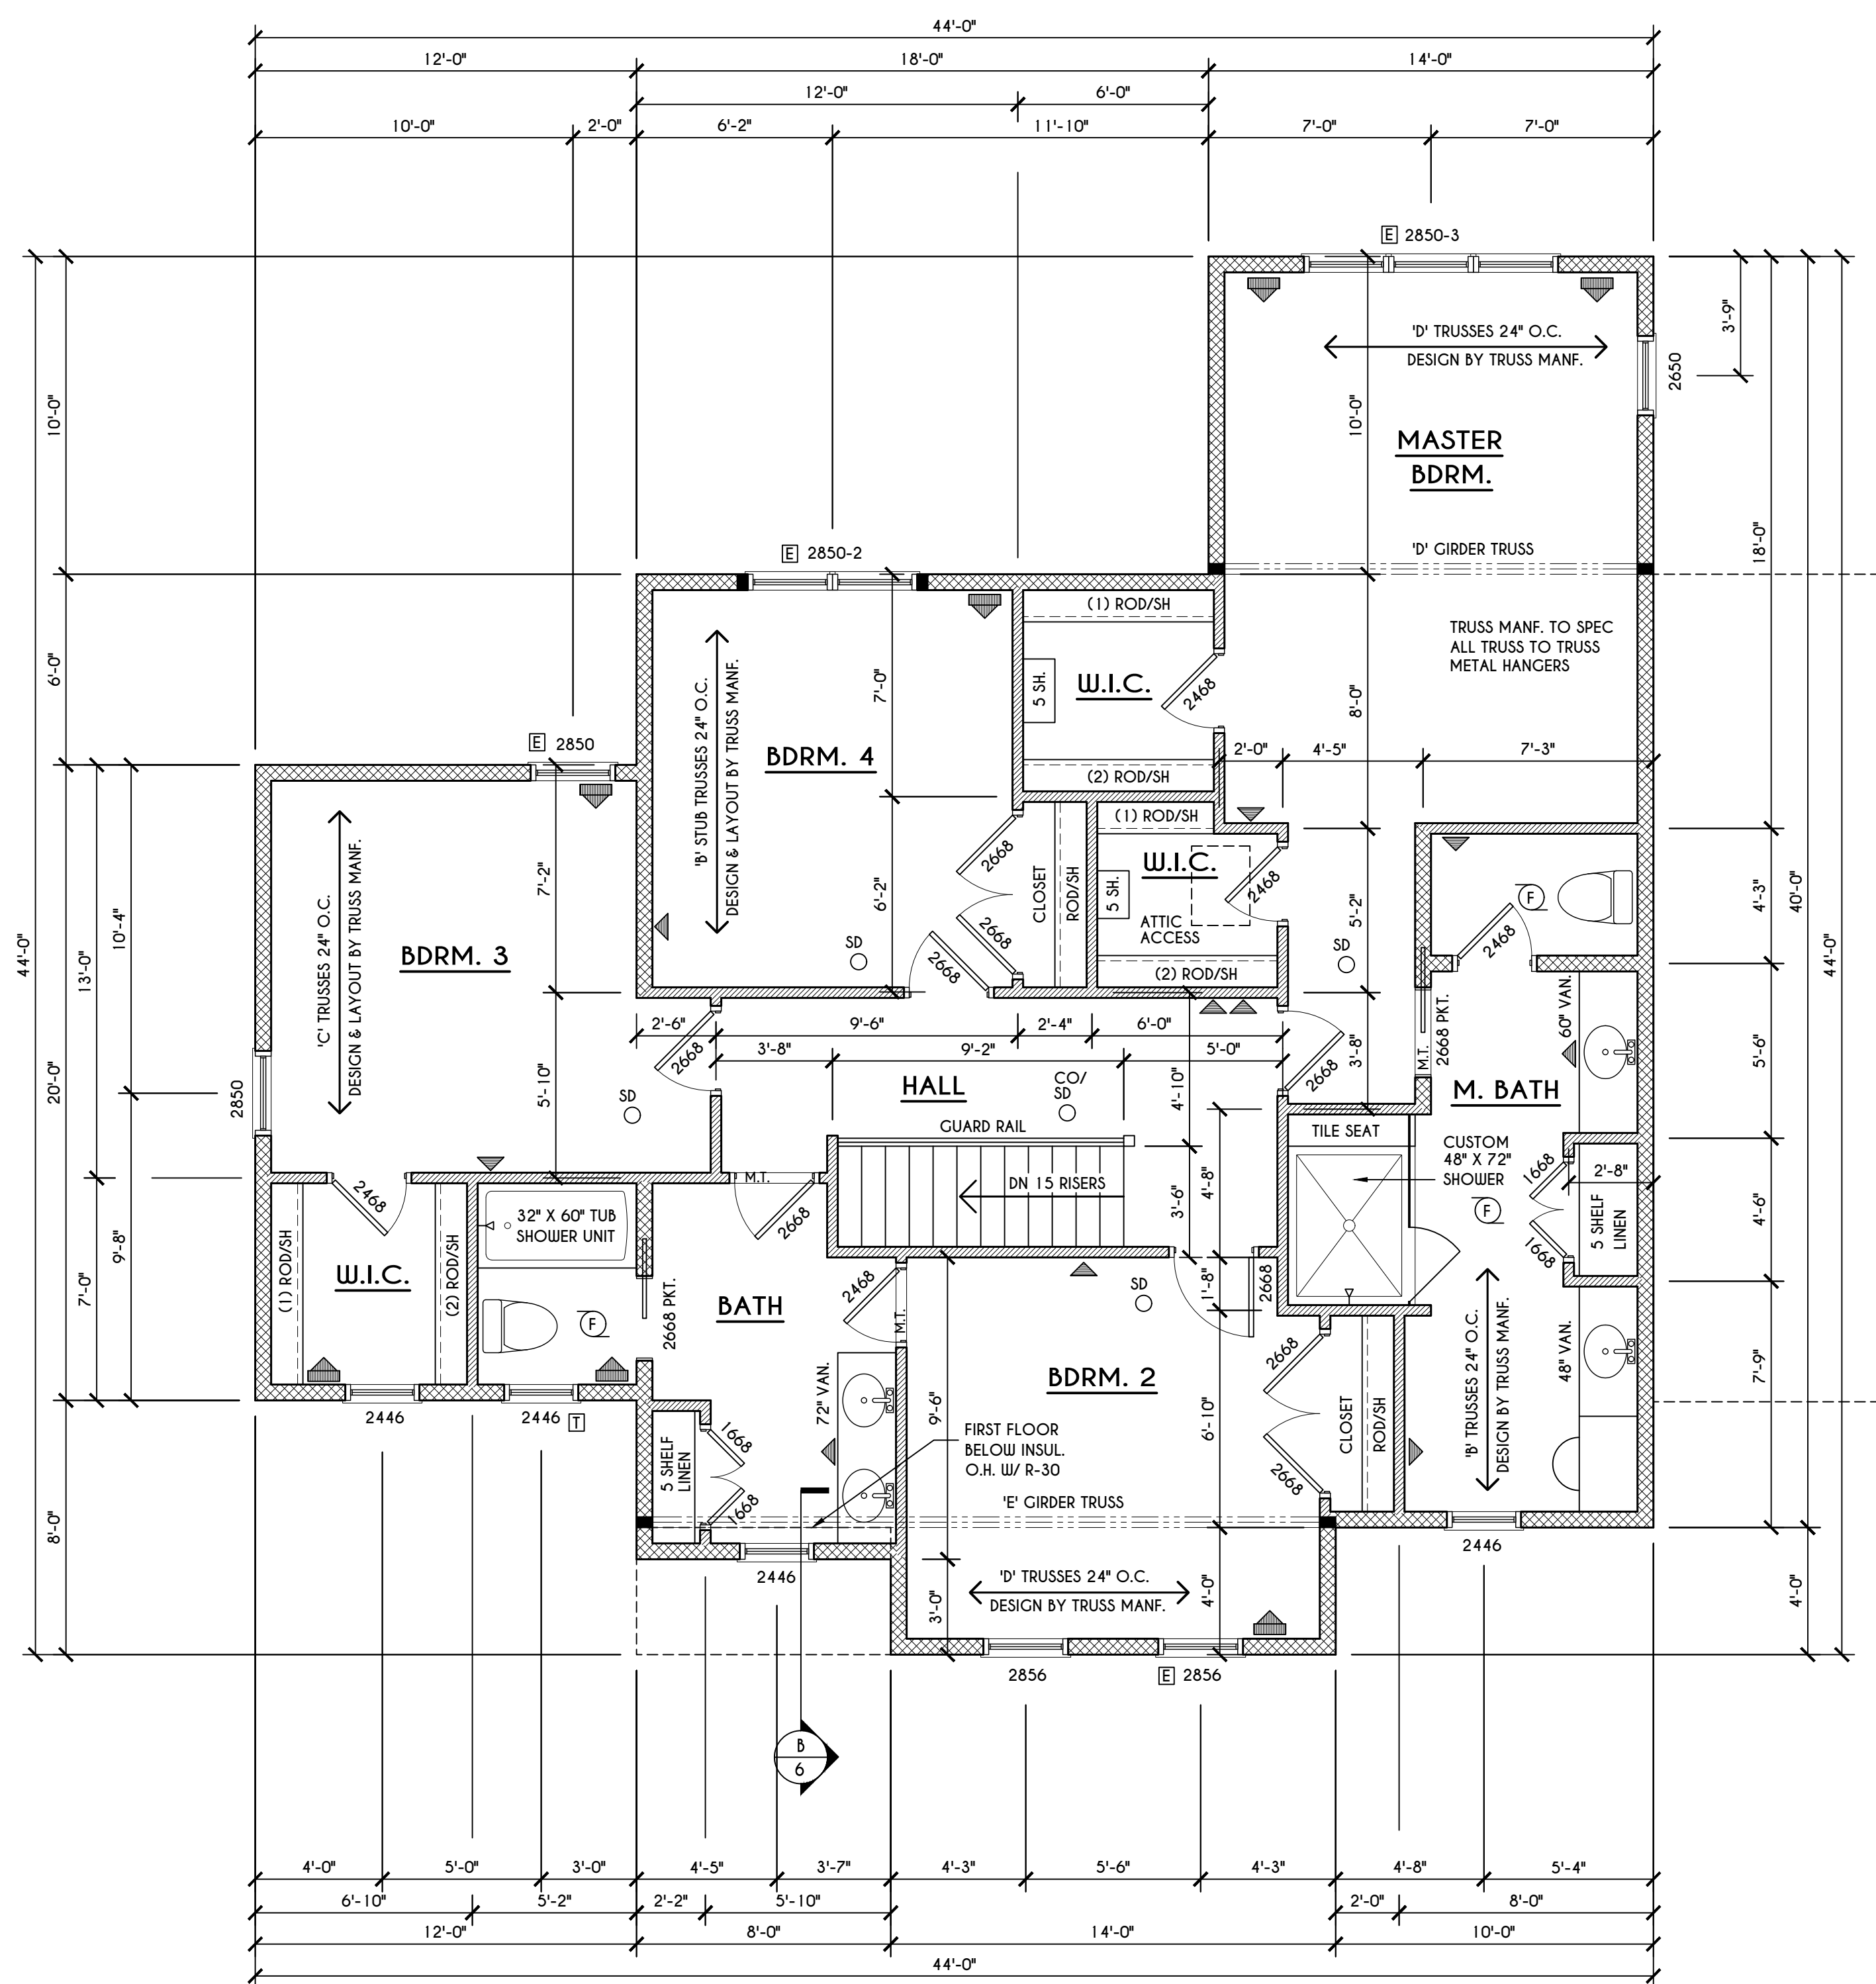 44'-0"
12'-0" 18'-0" 14'-0"
12'-0" 6'-0"
10'-0" 2'-0" 6'-2" 11'-10" 7'-0" 7'-0"
E 2850-3
'D' TRUSSES 24" O.C.
DESIGN BY TRUSS MANF.
3'-9"
2650
10'-0"
10'-0"
MASTER
BDRM.
'D' GIRDER TRUSS
18'-0"
E 2850-2
(1) ROD/SH
TRUSS MANF. TO SPEC
ALL TRUSS TO TRUSS
METAL HANGERS
6'-0"
'B' STUB TRUSSES 24" O.C.
DESIGN & LAYOUT BY TRUSS MANF.
7'-0"
5 SH.
W.I.C.
2468
8'-0"
E 2850
BDRM. 4
(2) ROD/SH
2'-0" 4'-5" 7'-3"
(1) ROD/SH
'C' TRUSSES 24" O.C.
DESIGN & LAYOUT BY TRUSS MANF.
7'-2"
6'-2"
2668
CLOSET
ROD/SH
W.I.C.
5 SH.
2468
ATTIC
ACCESS
5'-2"
F
4'-3"
40'-0"
44'-0"
44'-0"
13'-0"
10'-4"
BDRM. 3
SD
2668
2668
(2) ROD/SH
SD
2468
2'-6" 9'-6" 2'-4" 6'-0"
3'-8" 9'-2" 5'-0"
2668
2668
3'-8"
M.T.
2668 PKT.
60" VAN.
5'-6"
20'-0"
2850
5'-10"
SD
HALL
CO/
SD
4'-10"
M. BATH
GUARD RAIL
TILE SEAT
CUSTOM
48" X 72"
SHOWER
M.T.
DN 15 RISERS
4'-8"
3'-6"
1668
2'-8"
F
5 SHELF
LINEN
1668
4'-6"
2468
32" X 60" TUB
SHOWER UNIT
2668
9'-8"
7'-0"
(1) ROD/SH
W.I.C.
(2) ROD/SH
F
2668 PKT.
BATH
2468
M.T.
SD
1'-8"
2668
2668
'B' TRUSSES 24" O.C.
DESIGN BY TRUSS MANF.
48" VAN.
7'-9"
BDRM. 2
2446
2446 T
72" VAN.
9'-6"
FIRST FLOOR
BELOW INSUL.
O.H. W/ R-30
6'-10"
CLOSET
ROD/SH
2668
5 SHELF
LINEN
1668
1668
'E' GIRDER TRUSS
8'-0"
2446
2446
'D' TRUSSES 24" O.C.
DESIGN BY TRUSS MANF.
3'-0"
4'-0"
4'-0"
2856
E 2856
B
6
4'-0" 5'-0" 3'-0" 4'-5" 3'-7" 4'-3" 5'-6" 4'-3" 4'-8" 5'-4"
6'-10" 5'-2" 2'-2" 5'-10" 2'-0" 8'-0"
12'-0" 8'-0" 14'-0" 10'-0"
44'-0"